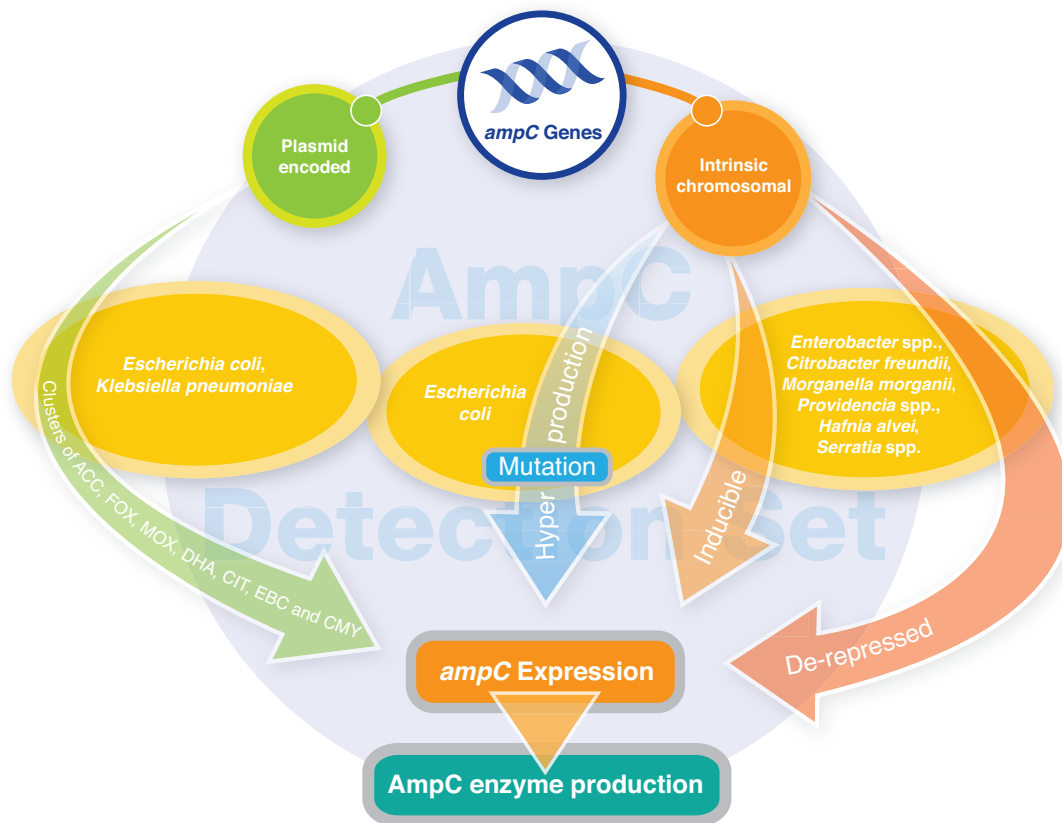 ampC Genes
Plasmid
encoded
Intrinsic
chromosomal
AmpC
Detection Set
Escherichia coli,
Klebsiella pneumoniae
Escherichia
coli
Enterobacter spp.,
Citrobacter freundii,
Morganella morganii,
Providencia spp.,
Hafnia alvei,
Serratia spp.
Clusters of ACC, FOX, MOX, DHA, CIT, EBC and CMY
Hyper production
Mutation
Inducible
De-repressed
ampC Expression
AmpC enzyme production